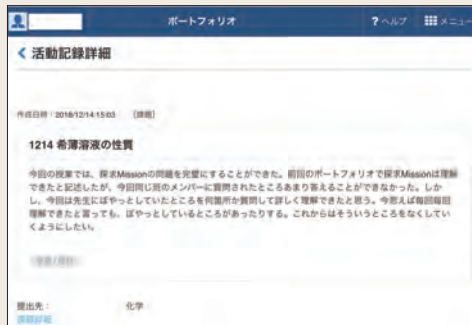 ポートフォリオ
? ヘルプ
メニュー
活動記録詳細
作成日時：2016/12/14 15:03 (課題)
1214 希薄溶液の性質
今回の授業では、探求Missionの問題を完璧にすることができた。前回のポートフォリオで探求Missionは理解
できたと記述したが、今回同じ班のメンバーに質問されたところあまり答えることができなかった。しか
し、今回は先生にぼやっとしていたところを何箇所か質問して詳しく理解できたと思う。今思えば毎回毎回
理解できたと言っても、ぼやっとしているところがあったりする。これからはそういうところをなくしてい
くようにしたい。
提出先：
化学
課題詳細